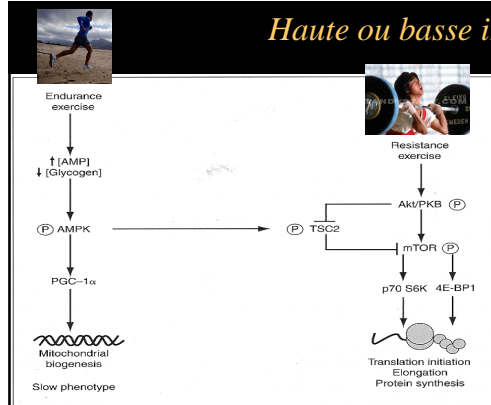 Haute ou basse i
Endurance
exercise
↑ [AMP]
↓ [Glycogen]
P AMPK
PGC–1α
Mitochondrial
biogenesis
Slow phenotype
Resistance
exercise
Akt/PKB P
P TSC2
mTOR P
p70 S6K 4E-BP1
Translation initiation
Elongation
Protein synthesis